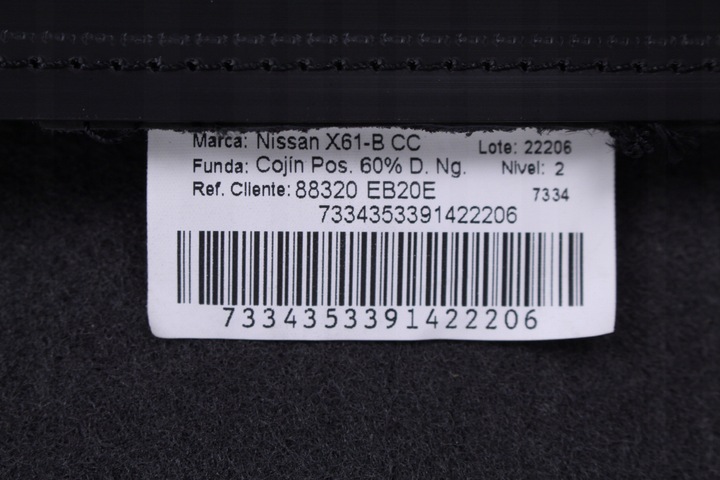 Marca: Nissan X61-B CC Lote: 22206
Funda: Cojín Pos. 60% D. Ng. Nivel: 2
Ref. Cliente: 88320 EB20E 7334
7334353391422206
7334353391422206